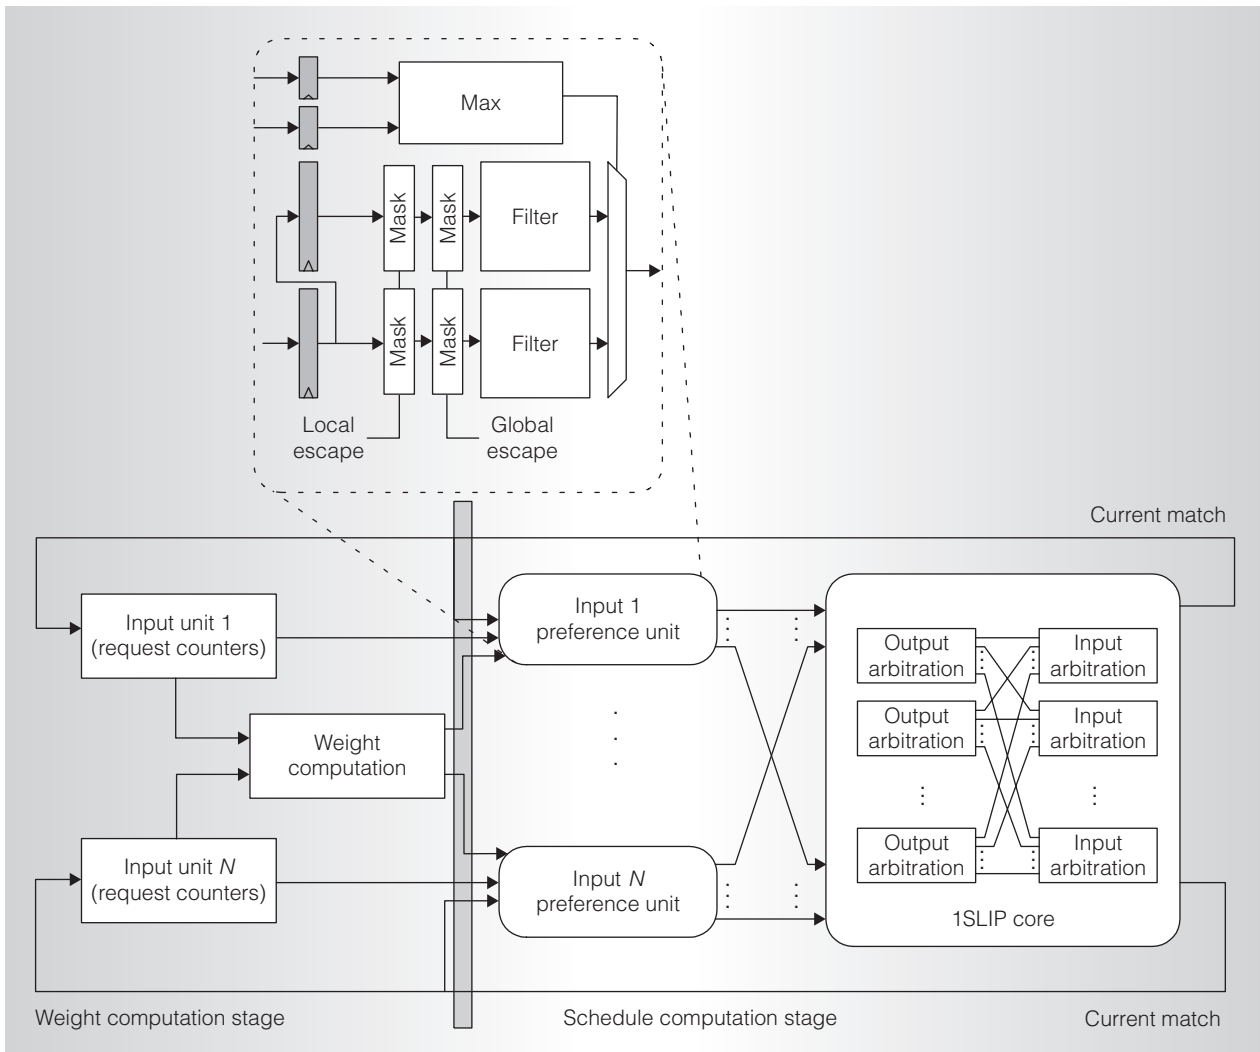 Max
Mask
Mask
Filter
Mask
Mask
Filter
Local
escape
Global
escape
Current match
Input unit 1
(request counters)
Input 1
preference unit
Output
arbitration
Input
arbitration
Output
arbitration
Input
arbitration
Weight
computation
Output
arbitration
Input
arbitration
Input unit N
(request counters)
Input N
preference unit
1SLIP core
Weight computation stage
Schedule computation stage
Current match